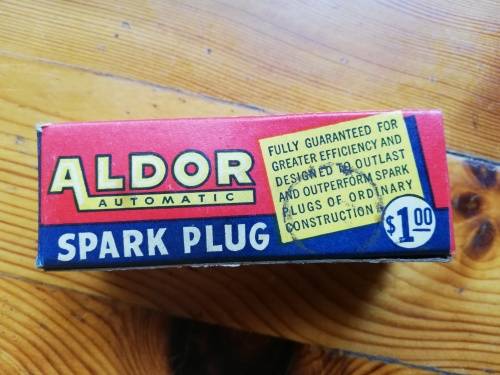 ALDOR
AUTOMATIC
SPARK PLUG
FULLY GUARANTEED FOR
GREATER EFFICIENCY AND
DESIGNED TO OUTLAST
AND OUTPERFORM SPARK
PLUGS OF ORDINARY
CONSTRUCTION
$1.00